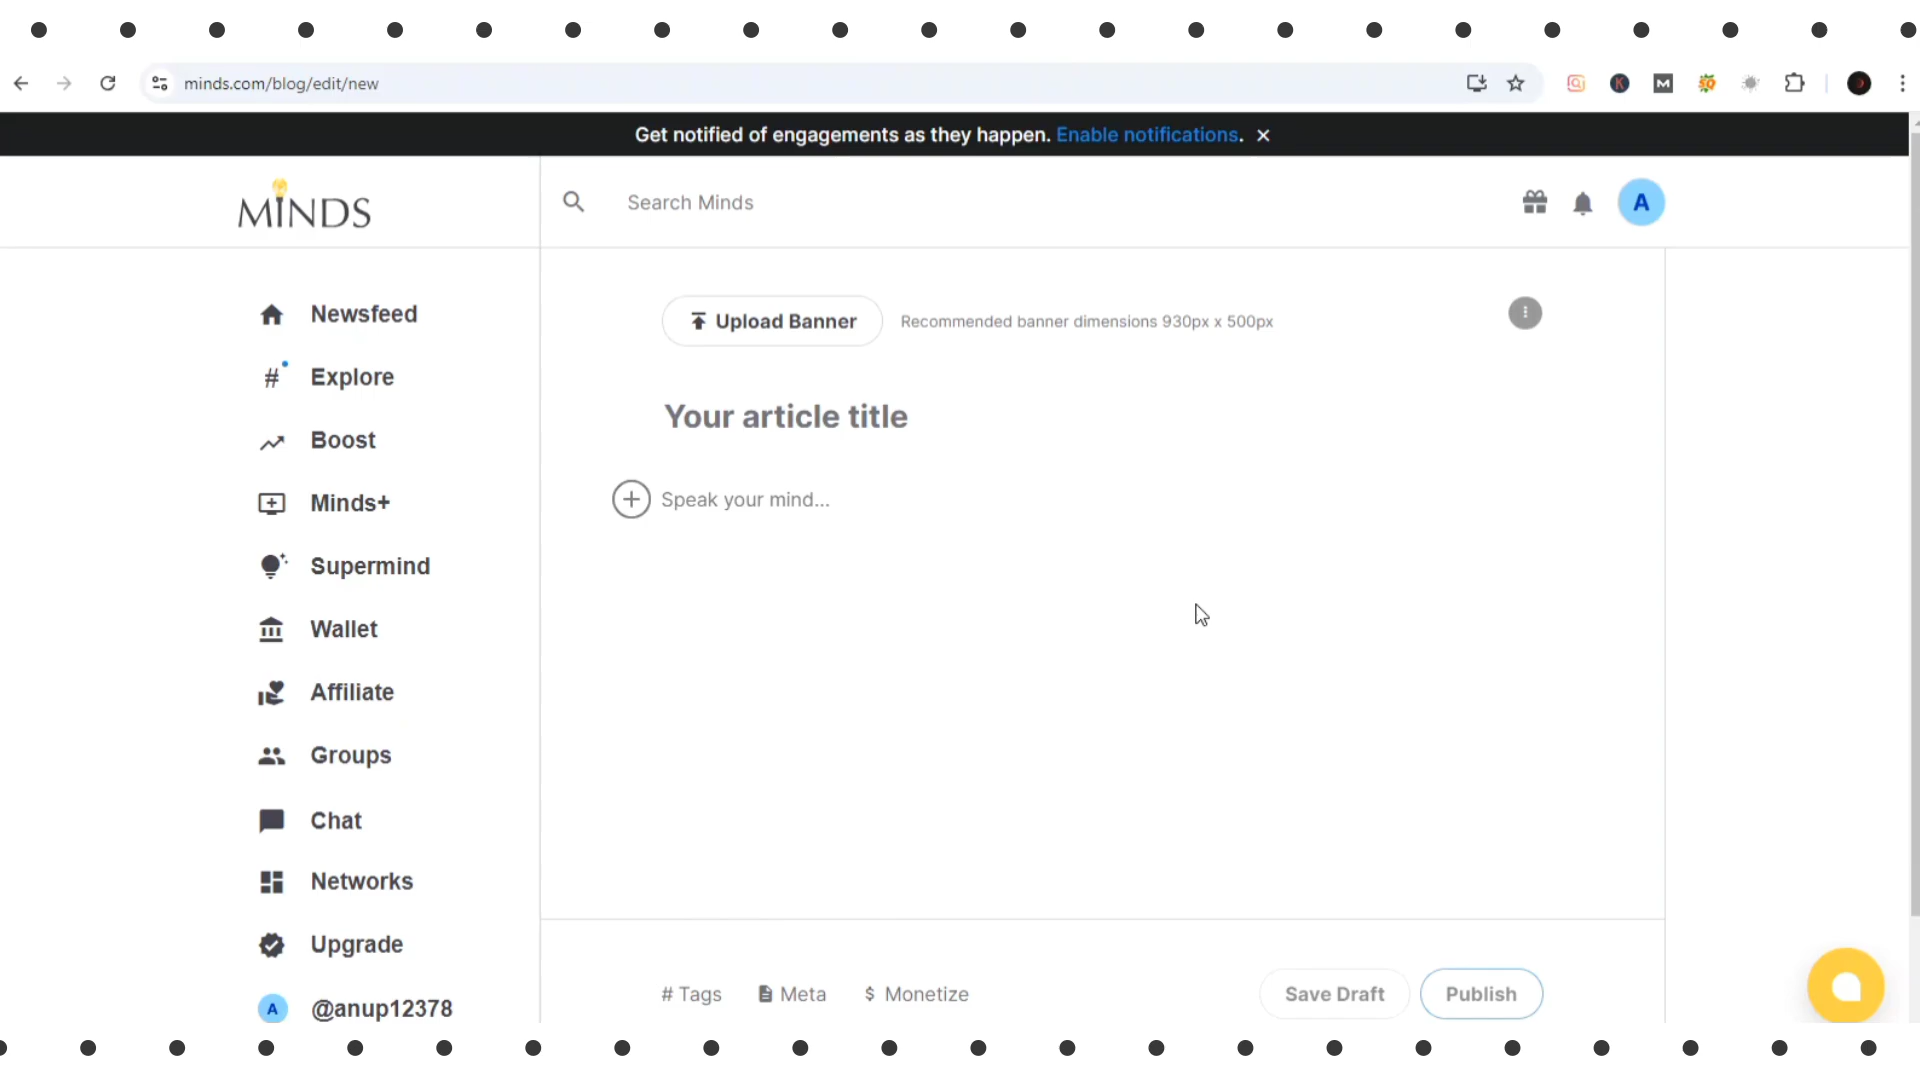 minds.com/blog/edit/new
Get notified of engagements as they happen. Enable notifications.
MINDS
Search Minds
A
Newsfeed
Explore
Boost
Minds+
Supermind
Wallet
Affiliate
Groups
Chat
Networks
Upgrade
A @anup12378
Upload Banner Recommended banner dimensions 930px x 500px
Your article title
Speak your mind...
# Tags Meta $ Monetize Save Draft Publish